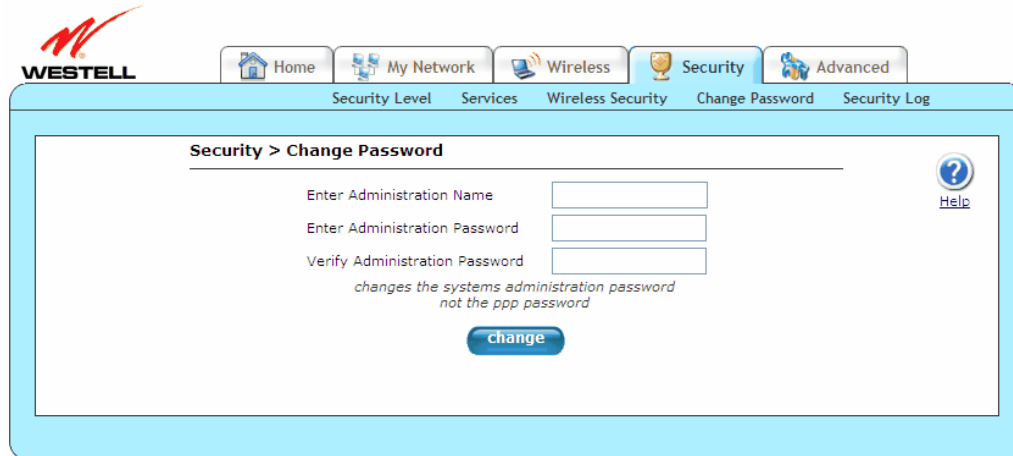 WESTELL
Home My Network Wireless Security Advanced
Security Level Services Wireless Security Change Password Security Log
Security > Change Password
? Help
Enter Administration Name
Enter Administration Password
Verify Administration Password
changes the systems administration password
not the ppp password
change